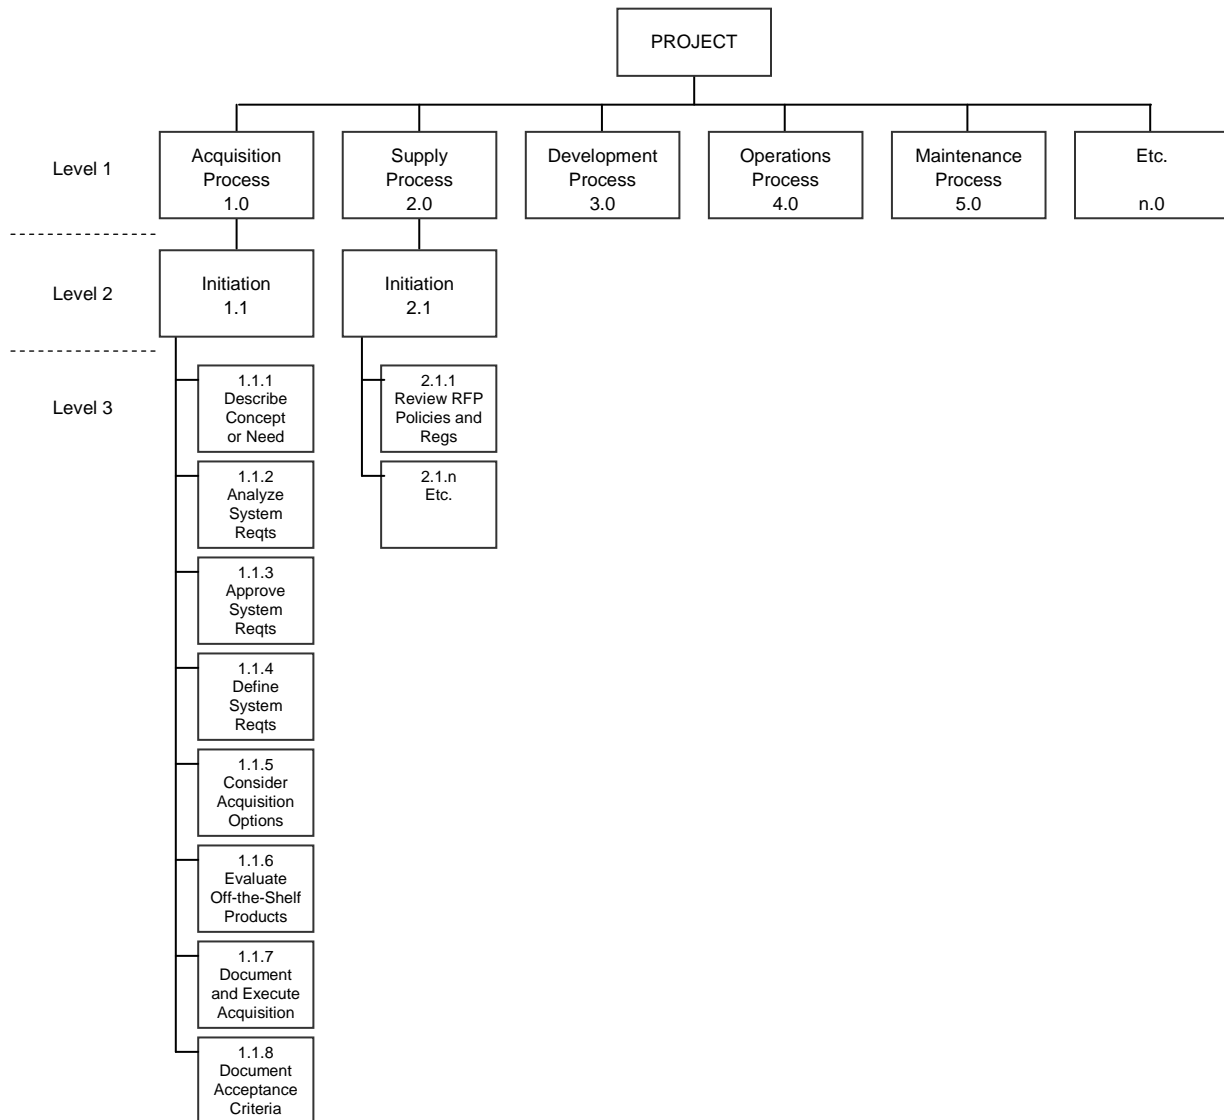 PROJECT
Level 1
Acquisition
Process
1.0
Supply
Process
2.0
Development
Process
3.0
Operations
Process
4.0
Maintenance
Process
5.0
Etc.
n.0
Level 2
Initiation
1.1
Initiation
2.1
Level 3
1.1.1
Describe
Concept
or Need
1.1.2
Analyze
System
Reqts
1.1.3
Approve
System
Reqts
1.1.4
Define
System
Reqts
1.1.5
Consider
Acquisition
Options
1.1.6
Evaluate
Off-the-Shelf
Products
1.1.7
Document
and Execute
Acquisition
1.1.8
Document
Acceptance
Criteria
2.1.1
Review RFP
Policies and
Regs
2.1.n
Etc.